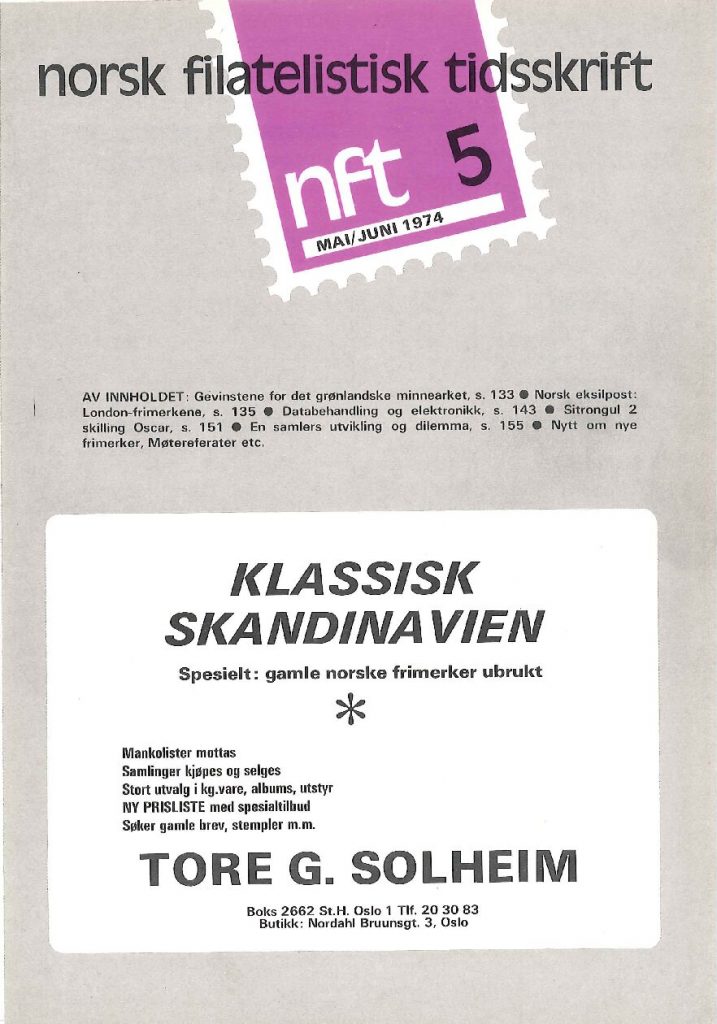 norsk filatelistisk tidsskrift
nft 5
MAI/JUNI 1974
AV INNHOLDET: Gevinstene for det grønlandske minnearket, s. 133 ● Norsk eksilpost:
London-frimerkene, s. 135 ● Databehandling og elektronikk, s. 143 ● Sitrongul 2
skilling Oscar, s. 151 ● En samlers utvikling og dilemma, s. 155 ● Nytt om nye
frimerker, Møtereferater etc.
KLASSISK
SKANDINAVIEN
Spesielt: gamle norske frimerker ubrukt
*
Mankolister mottas
Samlinger kjøpes og selges
Stort utvalg i kg.vare, albums, utstyr
NY PRISLISTE med spesialtilbud
Søker gamle brev, stempler m.m.
TORE G. SOLHEIM
Boks 2662 St.H. Oslo 1 Tlf. 20 30 83
Butikk: Nordahl Bruunsgt. 3, Oslo